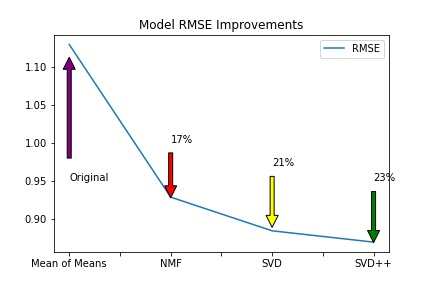 Model RMSE Improvements
RMSE
1.10
1.05
1.00
0.95
0.90
17%
21%
23%
Original
Mean of Means
NMF
SVD
SVD++